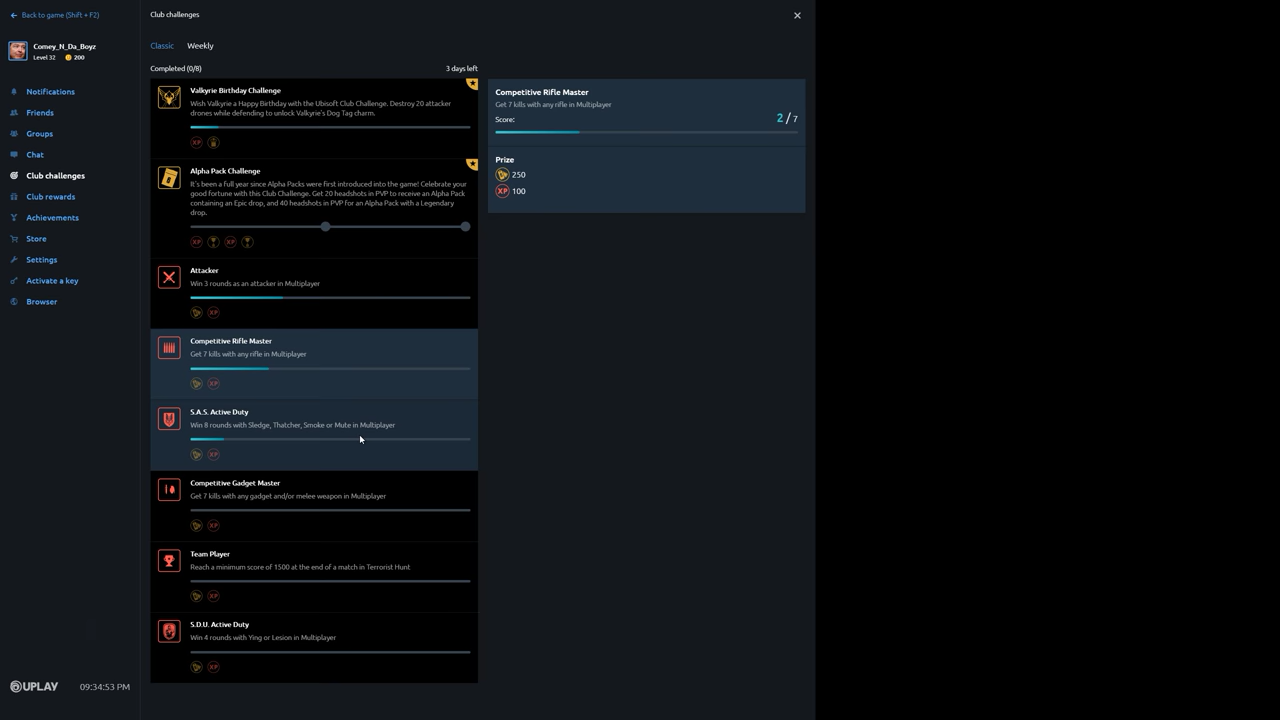 Back to game (Shift + F2)
Comey_N_Da_Boyz
Level 32 200
Notifications
Friends
Groups
Chat
Club challenges
Club rewards
Achievements
Store
Settings
Activate a key
Browser
UPLAY 09:34:53 PM
Club challenges
Classic Weekly
Completed (0/8) 3 days left
Valkyrie Birthday Challenge
Wish Valkyrie a Happy Birthday with the Ubisoft Club Challenge. Destroy 20 attacker
drones while defending to unlock Valkyrie's Dog Tag charm.
XP
Alpha Pack Challenge
It's been a full year since Alpha Packs were first introduced into the game! Celebrate your
good fortune with this Club Challenge. Get 20 headshots in PVP to receive an Alpha Pack
containing an Epic drop, and 40 headshots in PVP for an Alpha Pack with a Legendary
drop.
XP XP
Attacker
Win 3 rounds as an attacker in Multiplayer
XP
Competitive Rifle Master
Get 7 kills with any rifle in Multiplayer
XP
S.A.S. Active Duty
Win 8 rounds with Sledge, Thatcher, Smoke or Mute in Multiplayer
XP
Competitive Gadget Master
Get 7 kills with any gadget and/or melee weapon in Multiplayer
XP
Team Player
Reach a minimum score of 1500 at the end of a match in Terrorist Hunt
XP
S.D.U. Active Duty
Win 4 rounds with Ying or Lesion in Multiplayer
XP
Competitive Rifle Master
Get 7 kills with any rifle in Multiplayer
Score: 2 / 7
Prize
250
XP 100